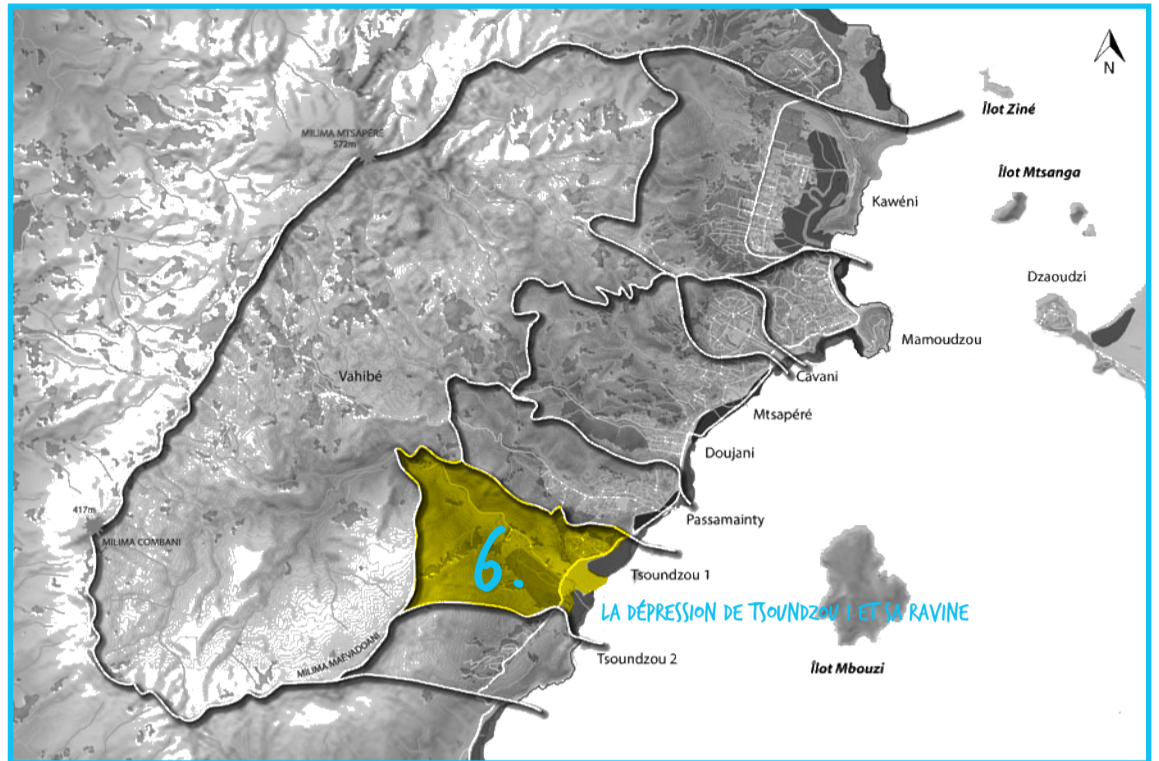 N
Îlot Ziné
MILIMA MTSAPÉRÉ
572m
Îlot Mtsanga
Kawéni
Dzaoudzi
Mamoudzou
Vahibé
Cavani
Mtsapéré
Doujani
417m
MILIMA COMBANI
Passamainty
6.
Tsoundzou 1
LA DÉPRESSION DE TSOUNDZOU 1 ET SA RAVINE
MILIMA MAEVADOANI
Tsoundzou 2
Îlot Mbouzi